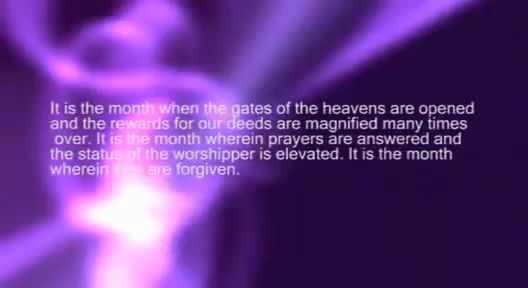 It is the month when the gates of the heavens are opened
and the rewards for our deeds are magnified many times
over. It is the month wherein prayers are answered and
the status of the worshipper is elevated. It is the month
wherein are forgiven.